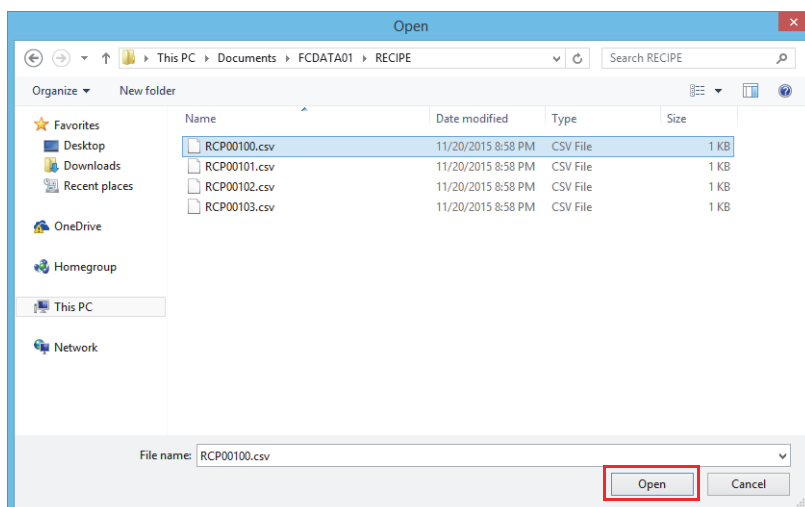 Open
This PC Documents FCDATA01 RECIPE Search RECIPE
Organize New folder
Name Date modified Type Size
Favorites
Desktop
Downloads
Recent places
OneDrive
Homegroup
This PC
Network
RCP00100.csv 11/20/2015 8:58 PM CSV File 1 KB
RCP00101.csv 11/20/2015 8:58 PM CSV File 1 KB
RCP00102.csv 11/20/2015 8:58 PM CSV File 1 KB
RCP00103.csv 11/20/2015 8:58 PM CSV File 1 KB
File name: RCP00100.csv
Open Cancel